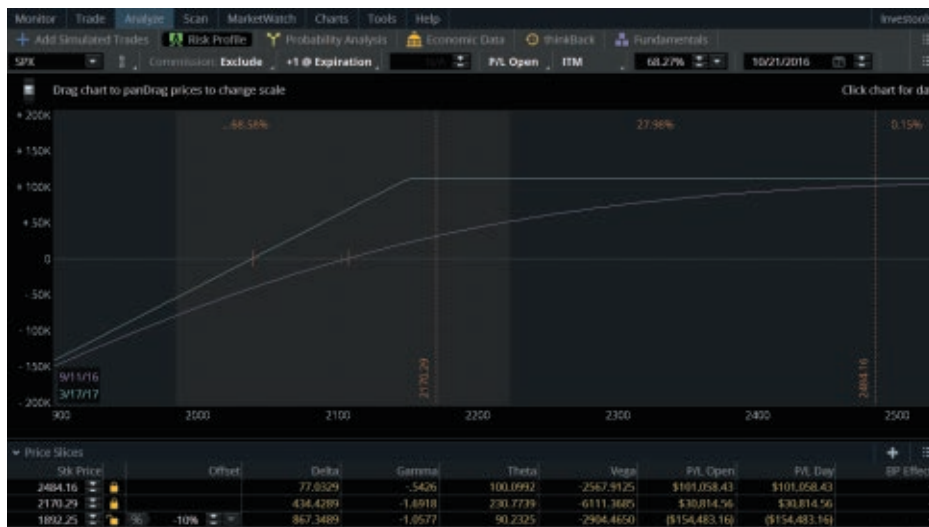 Monitor Trade Analyze Scan MarketWatch Charts Tools Help Investools
Add Simulated Trades Risk Profile Probability Analysis Economic Data thinkBack Fundamentals
SPX Commission: Exclude +1 @ Expiration N/A P/L Open ITM 68.27% 10/21/2016
Drag chart to panDrag prices to change scale Click chart for da
+ 200K
...68.58% 27.98% 0.15%
+ 150K
+ 100K
+ 50K
0
- 50K
- 100K
- 150K
9/11/16
3/17/17
2170.29 2484.16
- 200K
900 2000 2100 2200 2300 2400 2500
Price Slices
Stk Price Offset Delta Gamma Theta Vega P/L Open P/L Day BP Effec
2484.16 77.0329 -.5426 100.0992 -2567.9125 $101,058.43 $101,058.43
2170.29 434.4289 -1.6918 230.7739 -6111.3685 $30,814.56 $30,814.56
1892.25 % -10% 867.3489 -1.0577 90.2325 -2904.4650 ($154,483.16) ($154,483.16)